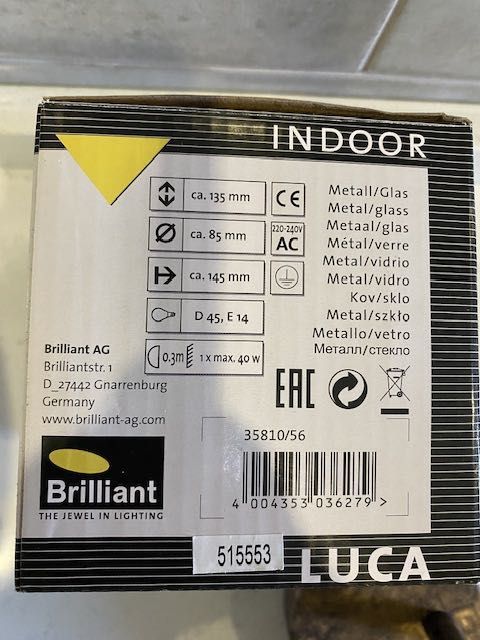 INDOOR
ca. 135 mm
CE
ca. 85 mm
220-240V
AC
ca. 145 mm
D 45, E 14
0.3m
1 x max. 40 w
Metall/Glas
Metal/glass
Metaal/glas
Métal/verre
Metal/vidrio
Metal/vidro
Kov/sklo
Metal/szkło
Metallo/vetro
Металл/стекло
Brilliant AG
Brilliantstr. 1
D_27442 Gnarrenburg
Germany
www.brilliant-ag.com
EAC
Brilliant
THE JEWEL IN LIGHTING
35810/56
4 004353 036279 >
515553
LUCA